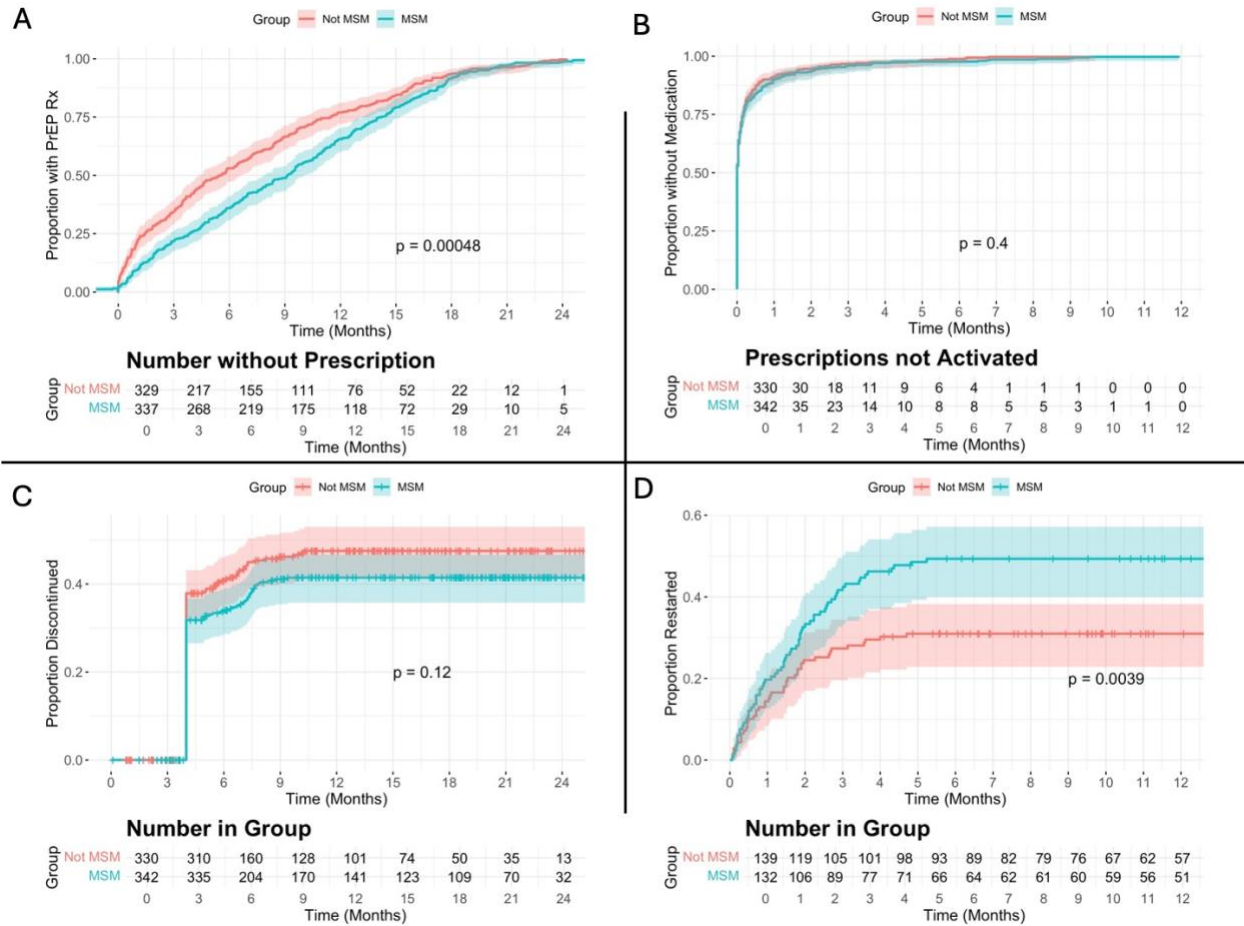 A
Group Not MSM MSM
Proportion with PrEP Rx
1.00
0.75
0.50
0.25
0.00
p = 0.00048
0 3 6 9 12 15 18 21 24
Time (Months)
Number without Prescription
Group
Not MSM 329 217 155 111 76 52 22 12 1
MSM 337 268 219 175 118 72 29 10 5
0 3 6 9 12 15 18 21 24
Time (Months)
B
Group Not MSM MSM
Proportion without Medication
1.00
0.75
0.50
0.25
0.00
p = 0.4
0 1 2 3 4 5 6 7 8 9 10 11 12
Time (Months)
Prescriptions not Activated
Group
Not MSM 330 30 18 11 9 6 4 1 1 1 0 0 0
MSM 342 35 23 14 10 8 8 5 5 3 1 1 0
0 1 2 3 4 5 6 7 8 9 10 11 12
Time (Months)
C
Group Not MSM MSM
Proportion Discontinued
0.4
0.2
0.0
p = 0.12
0 3 6 9 12 15 18 21 24
Time (Months)
Number in Group
Group
Not MSM 330 310 160 128 101 74 50 35 13
MSM 342 335 204 170 141 123 109 70 32
0 3 6 9 12 15 18 21 24
Time (Months)
D
Group Not MSM MSM
Proportion Restarted
0.6
0.4
0.2
0.0
p = 0.0039
0 1 2 3 4 5 6 7 8 9 10 11 12
Time (Months)
Number in Group
Group
Not MSM 139 119 105 101 98 93 89 82 79 76 67 62 57
MSM 132 106 89 77 71 66 64 62 61 60 59 56 51
0 1 2 3 4 5 6 7 8 9 10 11 12
Time (Months)